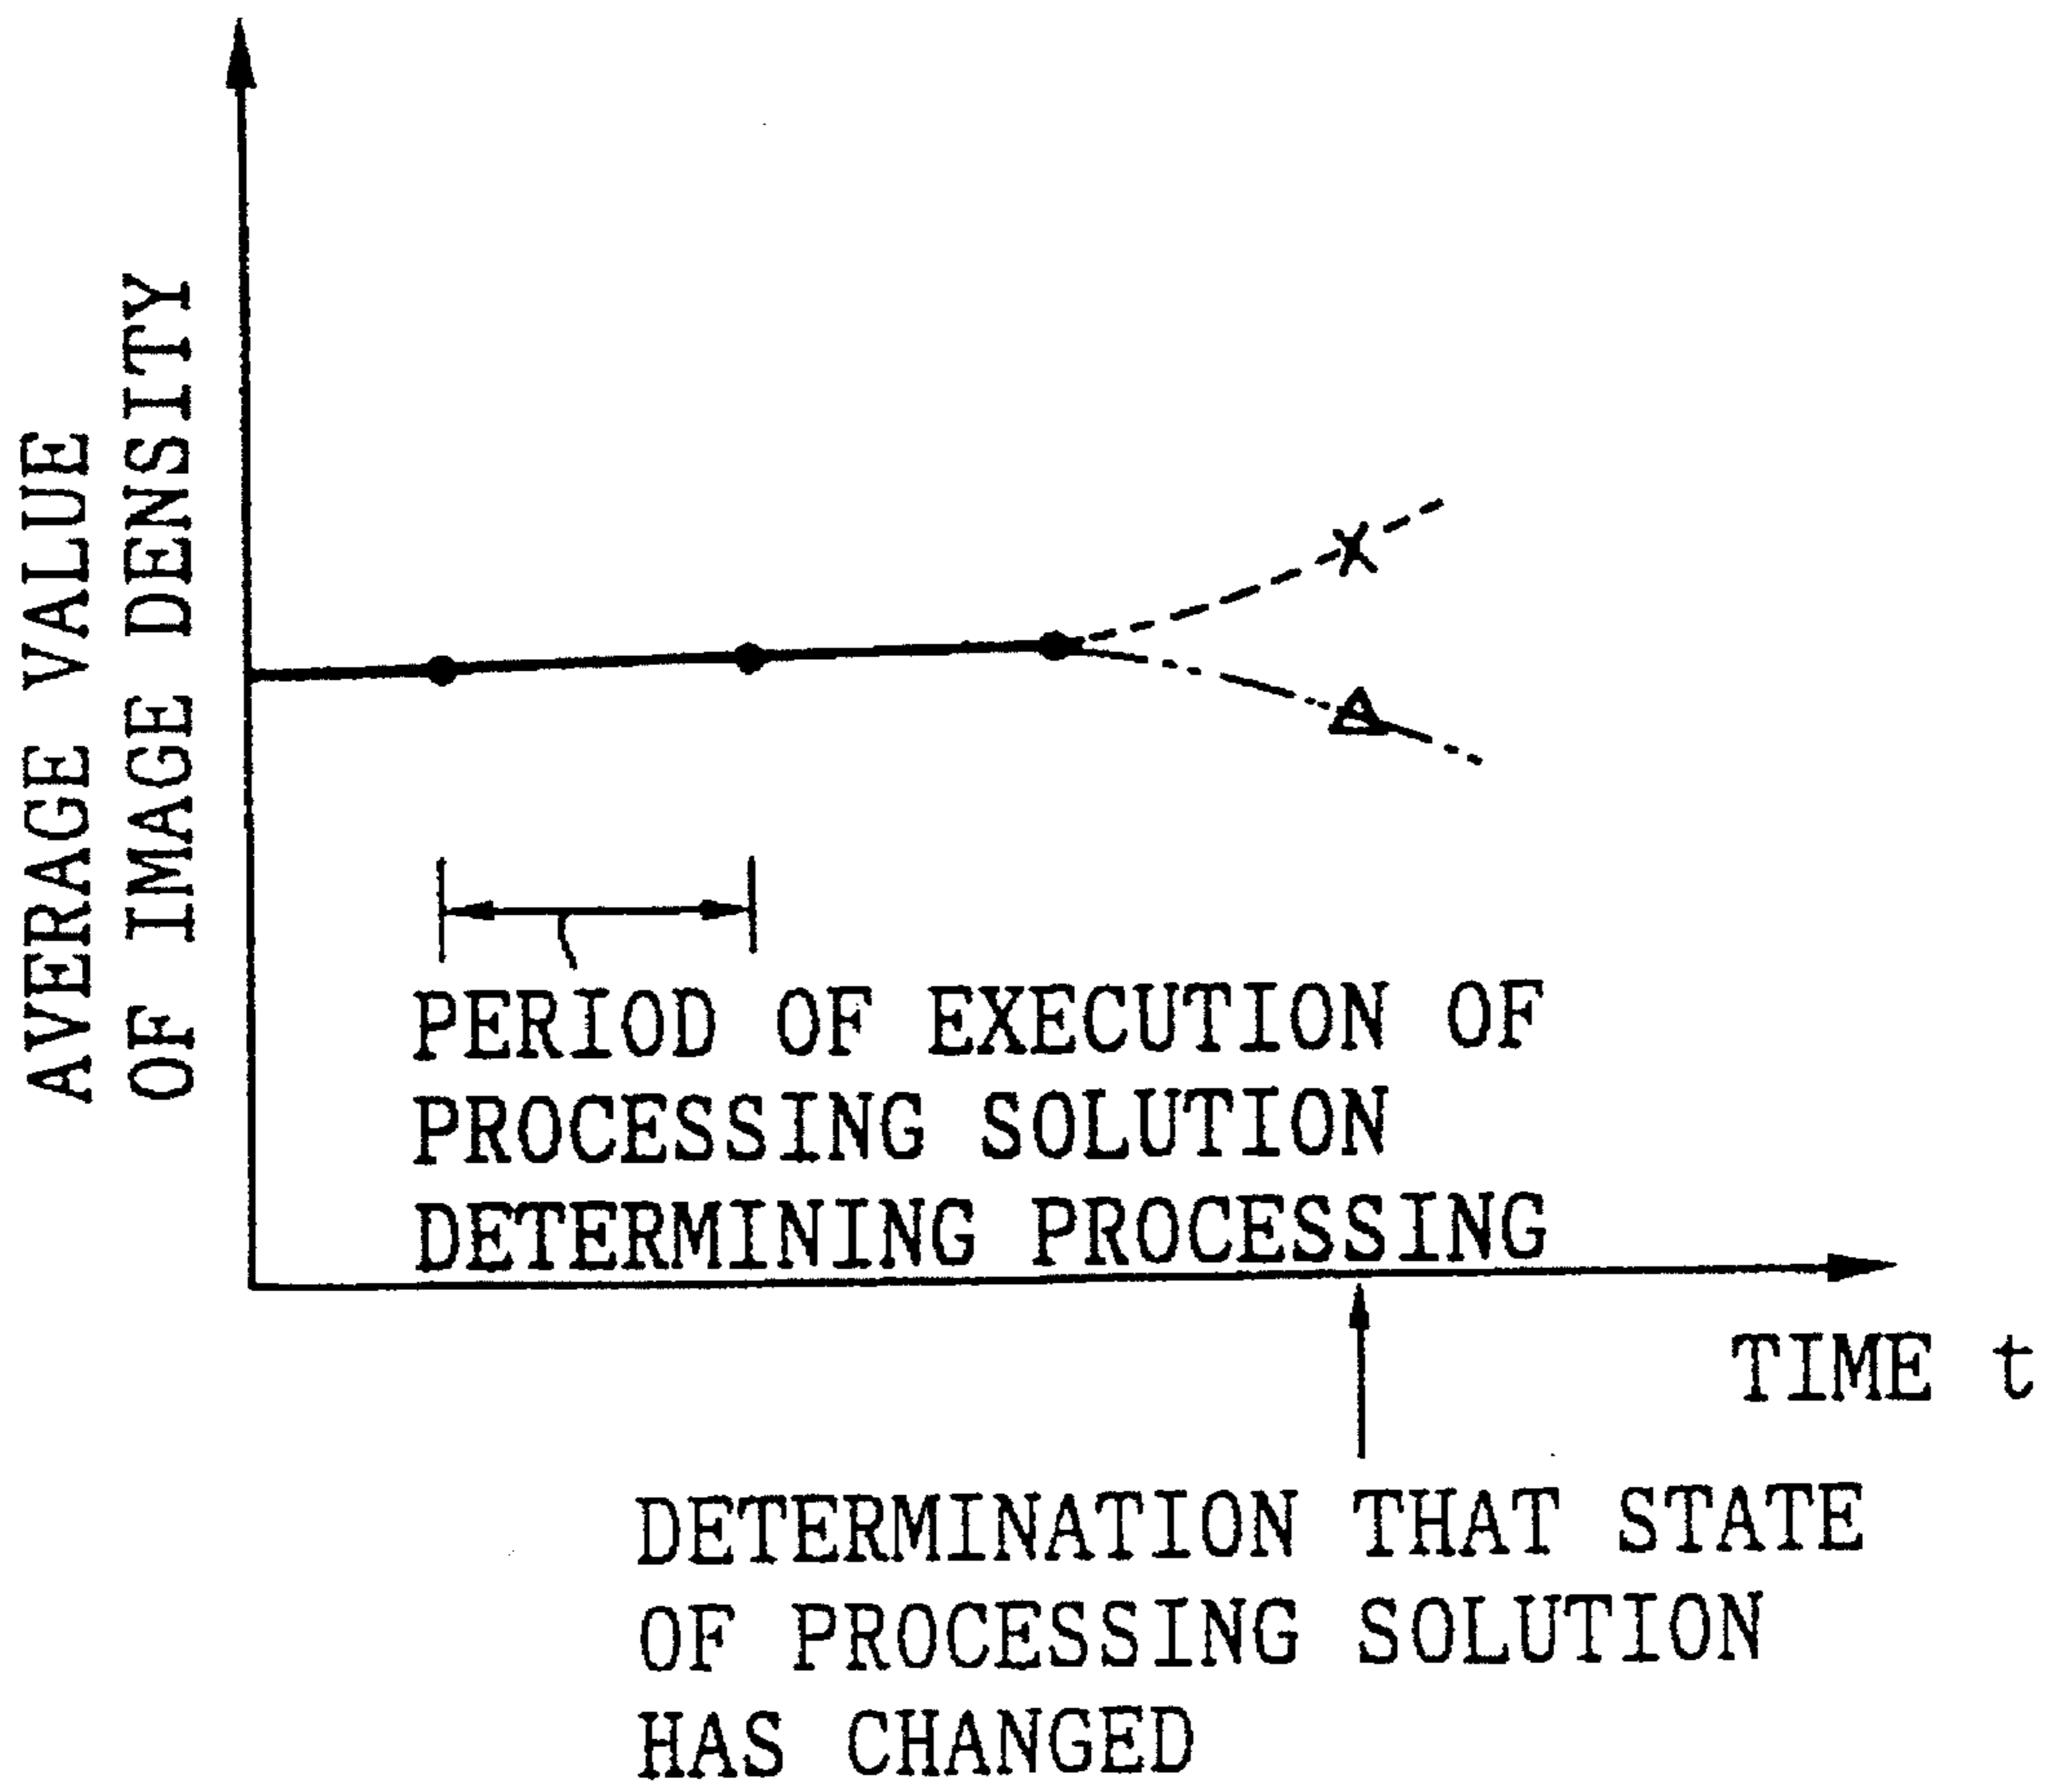 AVERAGE VALUE
OF IMAGE DENSITY
PERIOD OF EXECUTION OF
PROCESSING SOLUTION
DETERMINING PROCESSING
TIME t
DETERMINATION THAT STATE
OF PROCESSING SOLUTION
HAS CHANGED